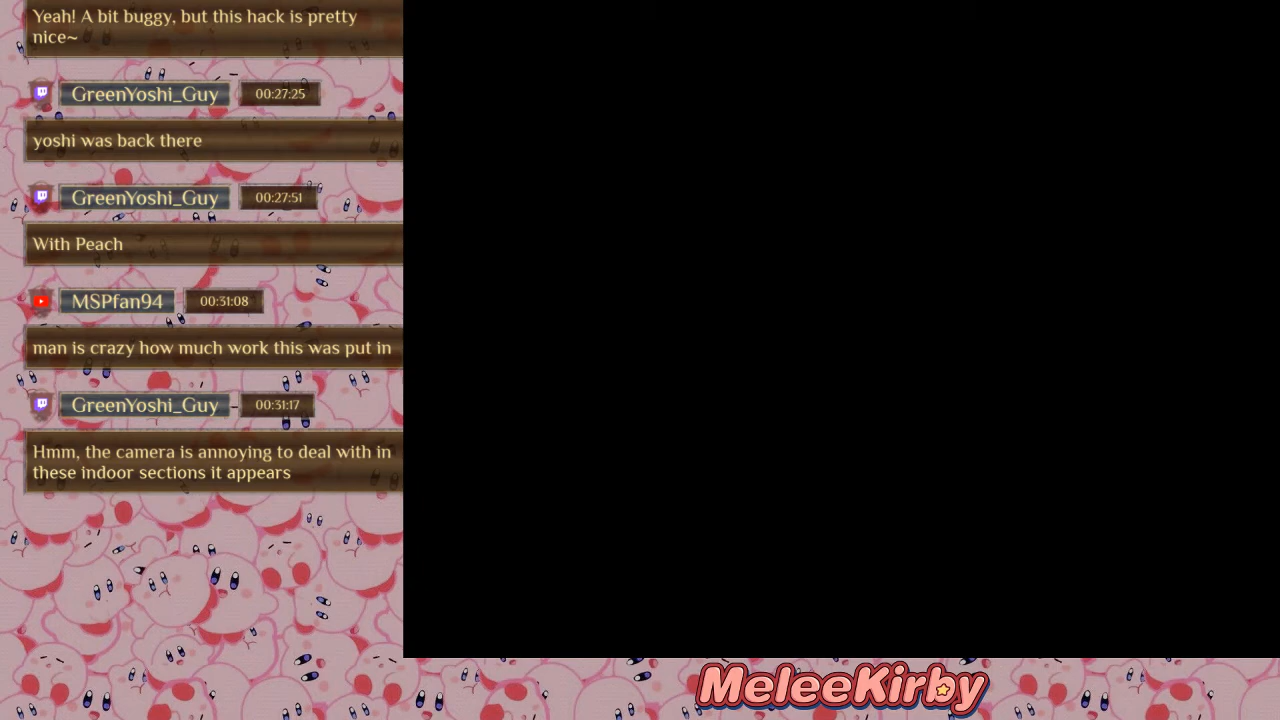 Yeah! A bit buggy, but this hack is pretty
nice~
GreenYoshi_Guy 00:27:25
yoshi was back there
GreenYoshi_Guy 00:27:51
With Peach
MSPfan94 00:31:08
man is crazy how much work this was put in
GreenYoshi_Guy 00:31:17
Hmm, the camera is annoying to deal with in
these indoor sections it appears
MeleeKirby